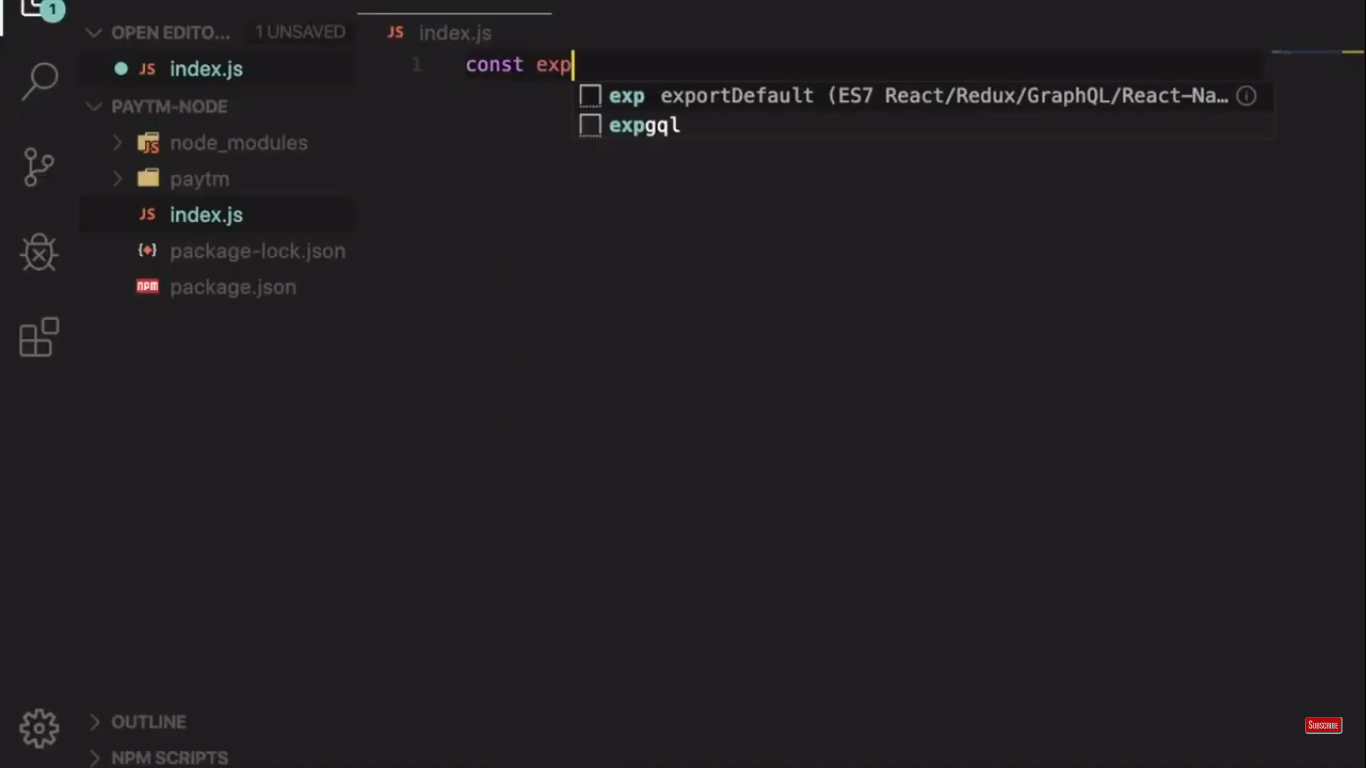 1
OPEN EDITO... 1 UNSAVED
JS index.js
PAYTM-NODE
node_modules
paytm
JS index.js
package-lock.json
npm package.json
OUTLINE
NPM SCRIPTS
JS index.js
1 const exp
exp exportDefault (ES7 React/Redux/GraphQL/React-Na...
expgql
SUBSCRIBE